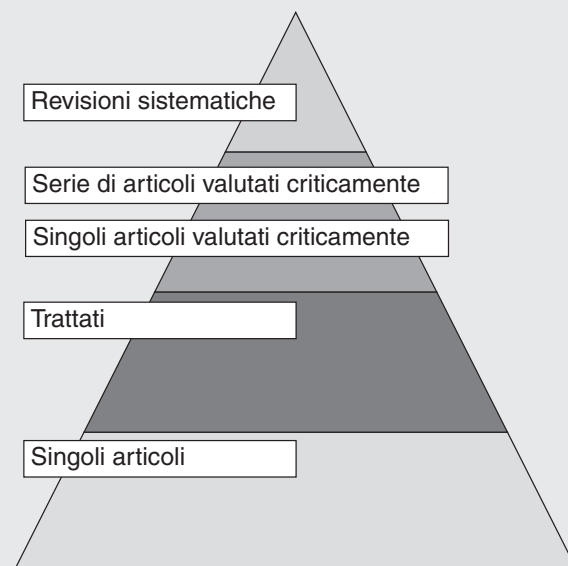 Revisioni sistematiche
Serie di articoli valutati criticamente
Singoli articoli valutati criticamente
Trattati
Singoli articoli